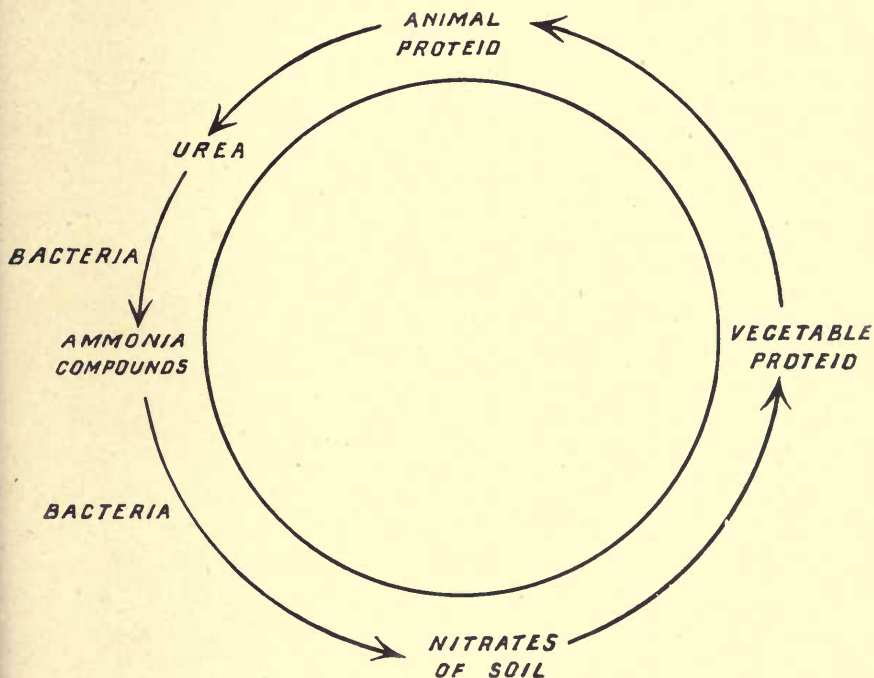 ANIMAL
PROTEID
UREA
BACTERIA
AMMONIA
COMPOUNDS
VEGETABLE
PROTEID
BACTERIA
NITRATES
OF SOIL